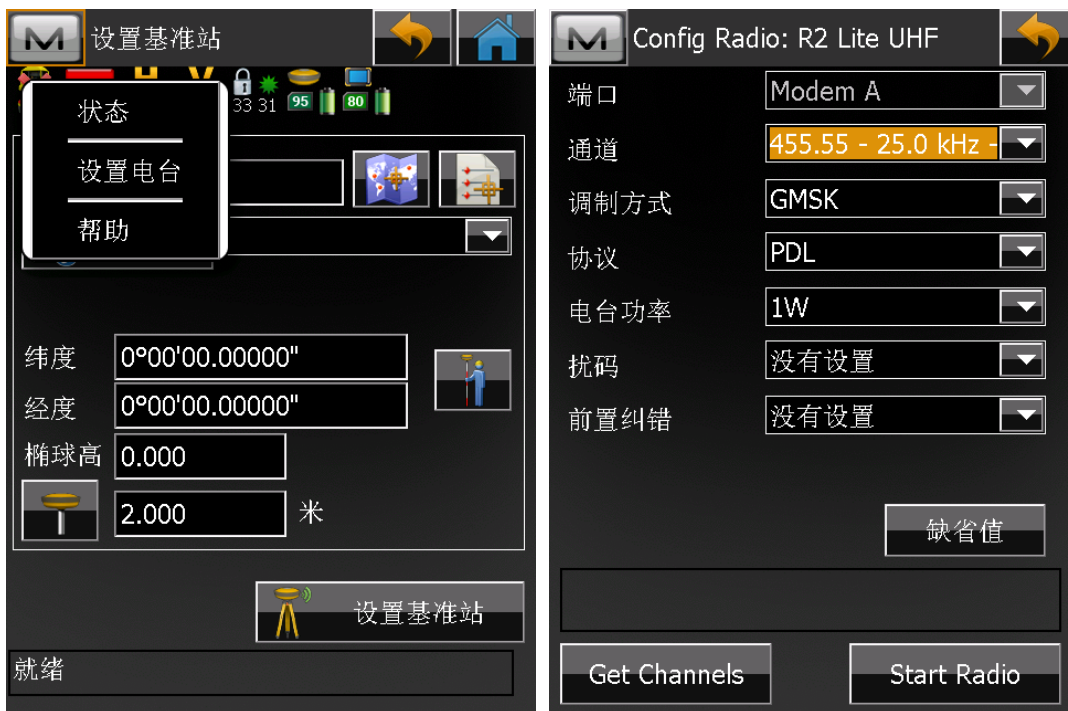 设置基准站
33 31 95 80
状态
设置电台
帮助
纬度 0°00'00.00000"
经度 0°00'00.00000"
椭球高 0.000
2.000 米
设置基准站
就绪
Config Radio: R2 Lite UHF
端口 Modem A
通道 455.55 - 25.0 kHz -
调制方式 GMSK
协议 PDL
电台功率 1W
扰码 没有设置
前置纠错 没有设置
缺省值
Get Channels Start Radio